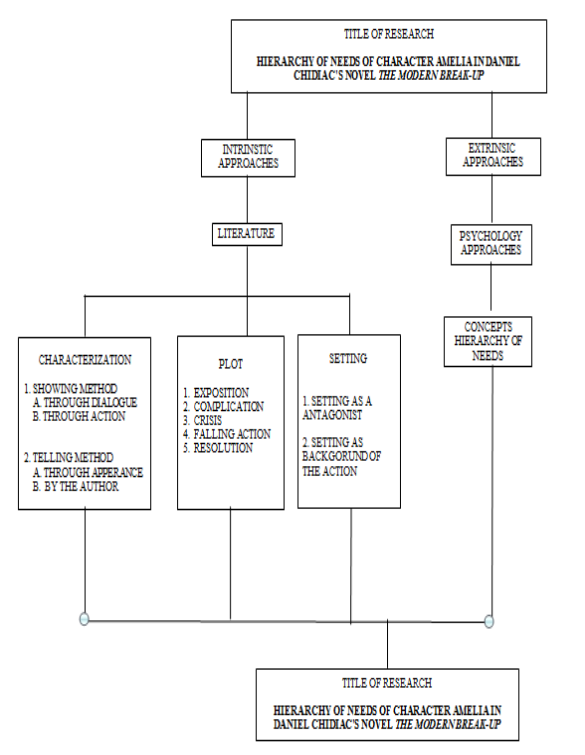 TITLE OF RESEARCH
HIERARCHY OF NEEDS OF CHARACTER AMELIA IN DANIEL
CHIDIAC'S NOVEL THE MODERN BREAK-UP
INTRINSTIC
APPROACHES
EXTRINSIC
APPROACHES
LITERATURE
PSYCHOLOGY
APPROACHES
CONCEPTS
HIERARCHY OF
NEEDS
CHARACTERIZATION
1. SHOWING METHOD
A. THROUGH DIALOGUE
B. THROUGH ACTION
2. TELLING METHOD
A. THROUGH APPERANCE
B. BY THE AUTHOR
PLOT
1. EXPOSITION
2. COMPLICATION
3. CRISIS
4. FALLING ACTION
5. RESOLUTION
SETTING
1. SETTING AS A
ANTAGONIST
2. SETTING AS
BACKGORUND OF
THE ACTION
TITLE OF RESEARCH
HIERARCHY OF NEEDS OF CHARACTER AMELIA IN
DANIEL CHIDIAC'S NOVEL THE MODERN BREAK-UP